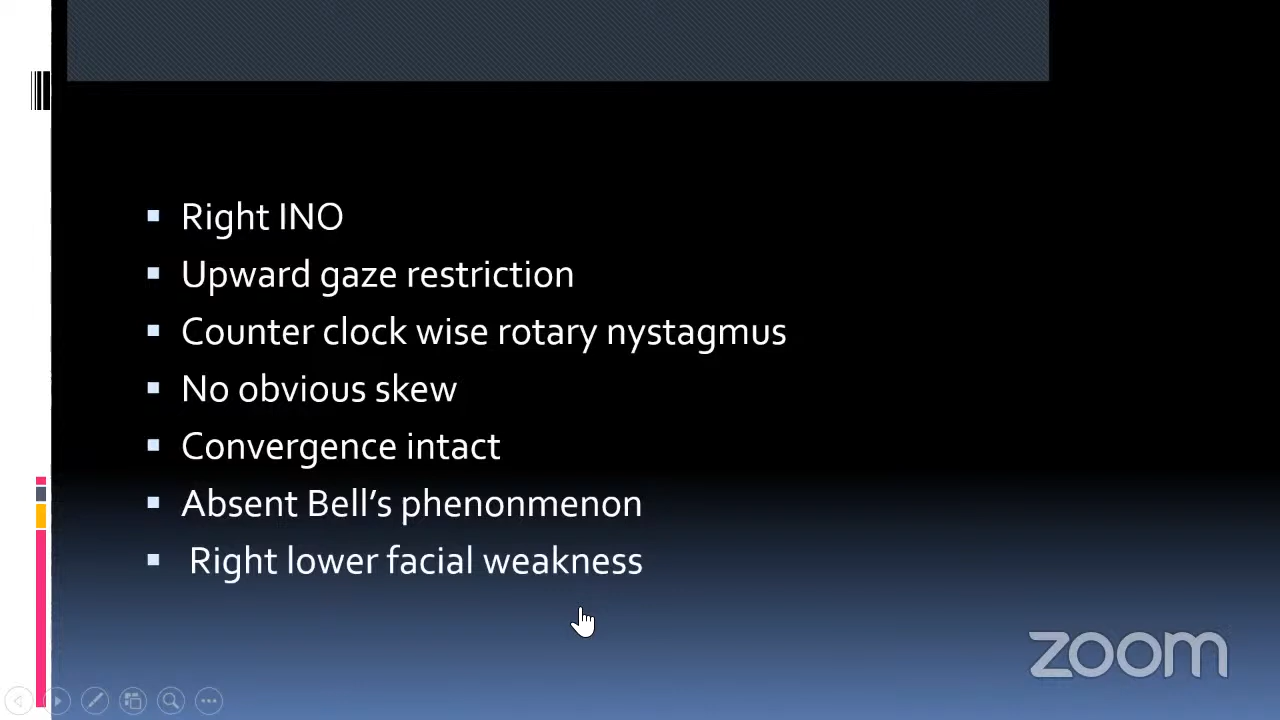 Right INO
Upward gaze restriction
Counter clock wise rotary nystagmus
No obvious skew
Convergence intact
Absent Bell’s phenonmenon
Right lower facial weakness
zoom